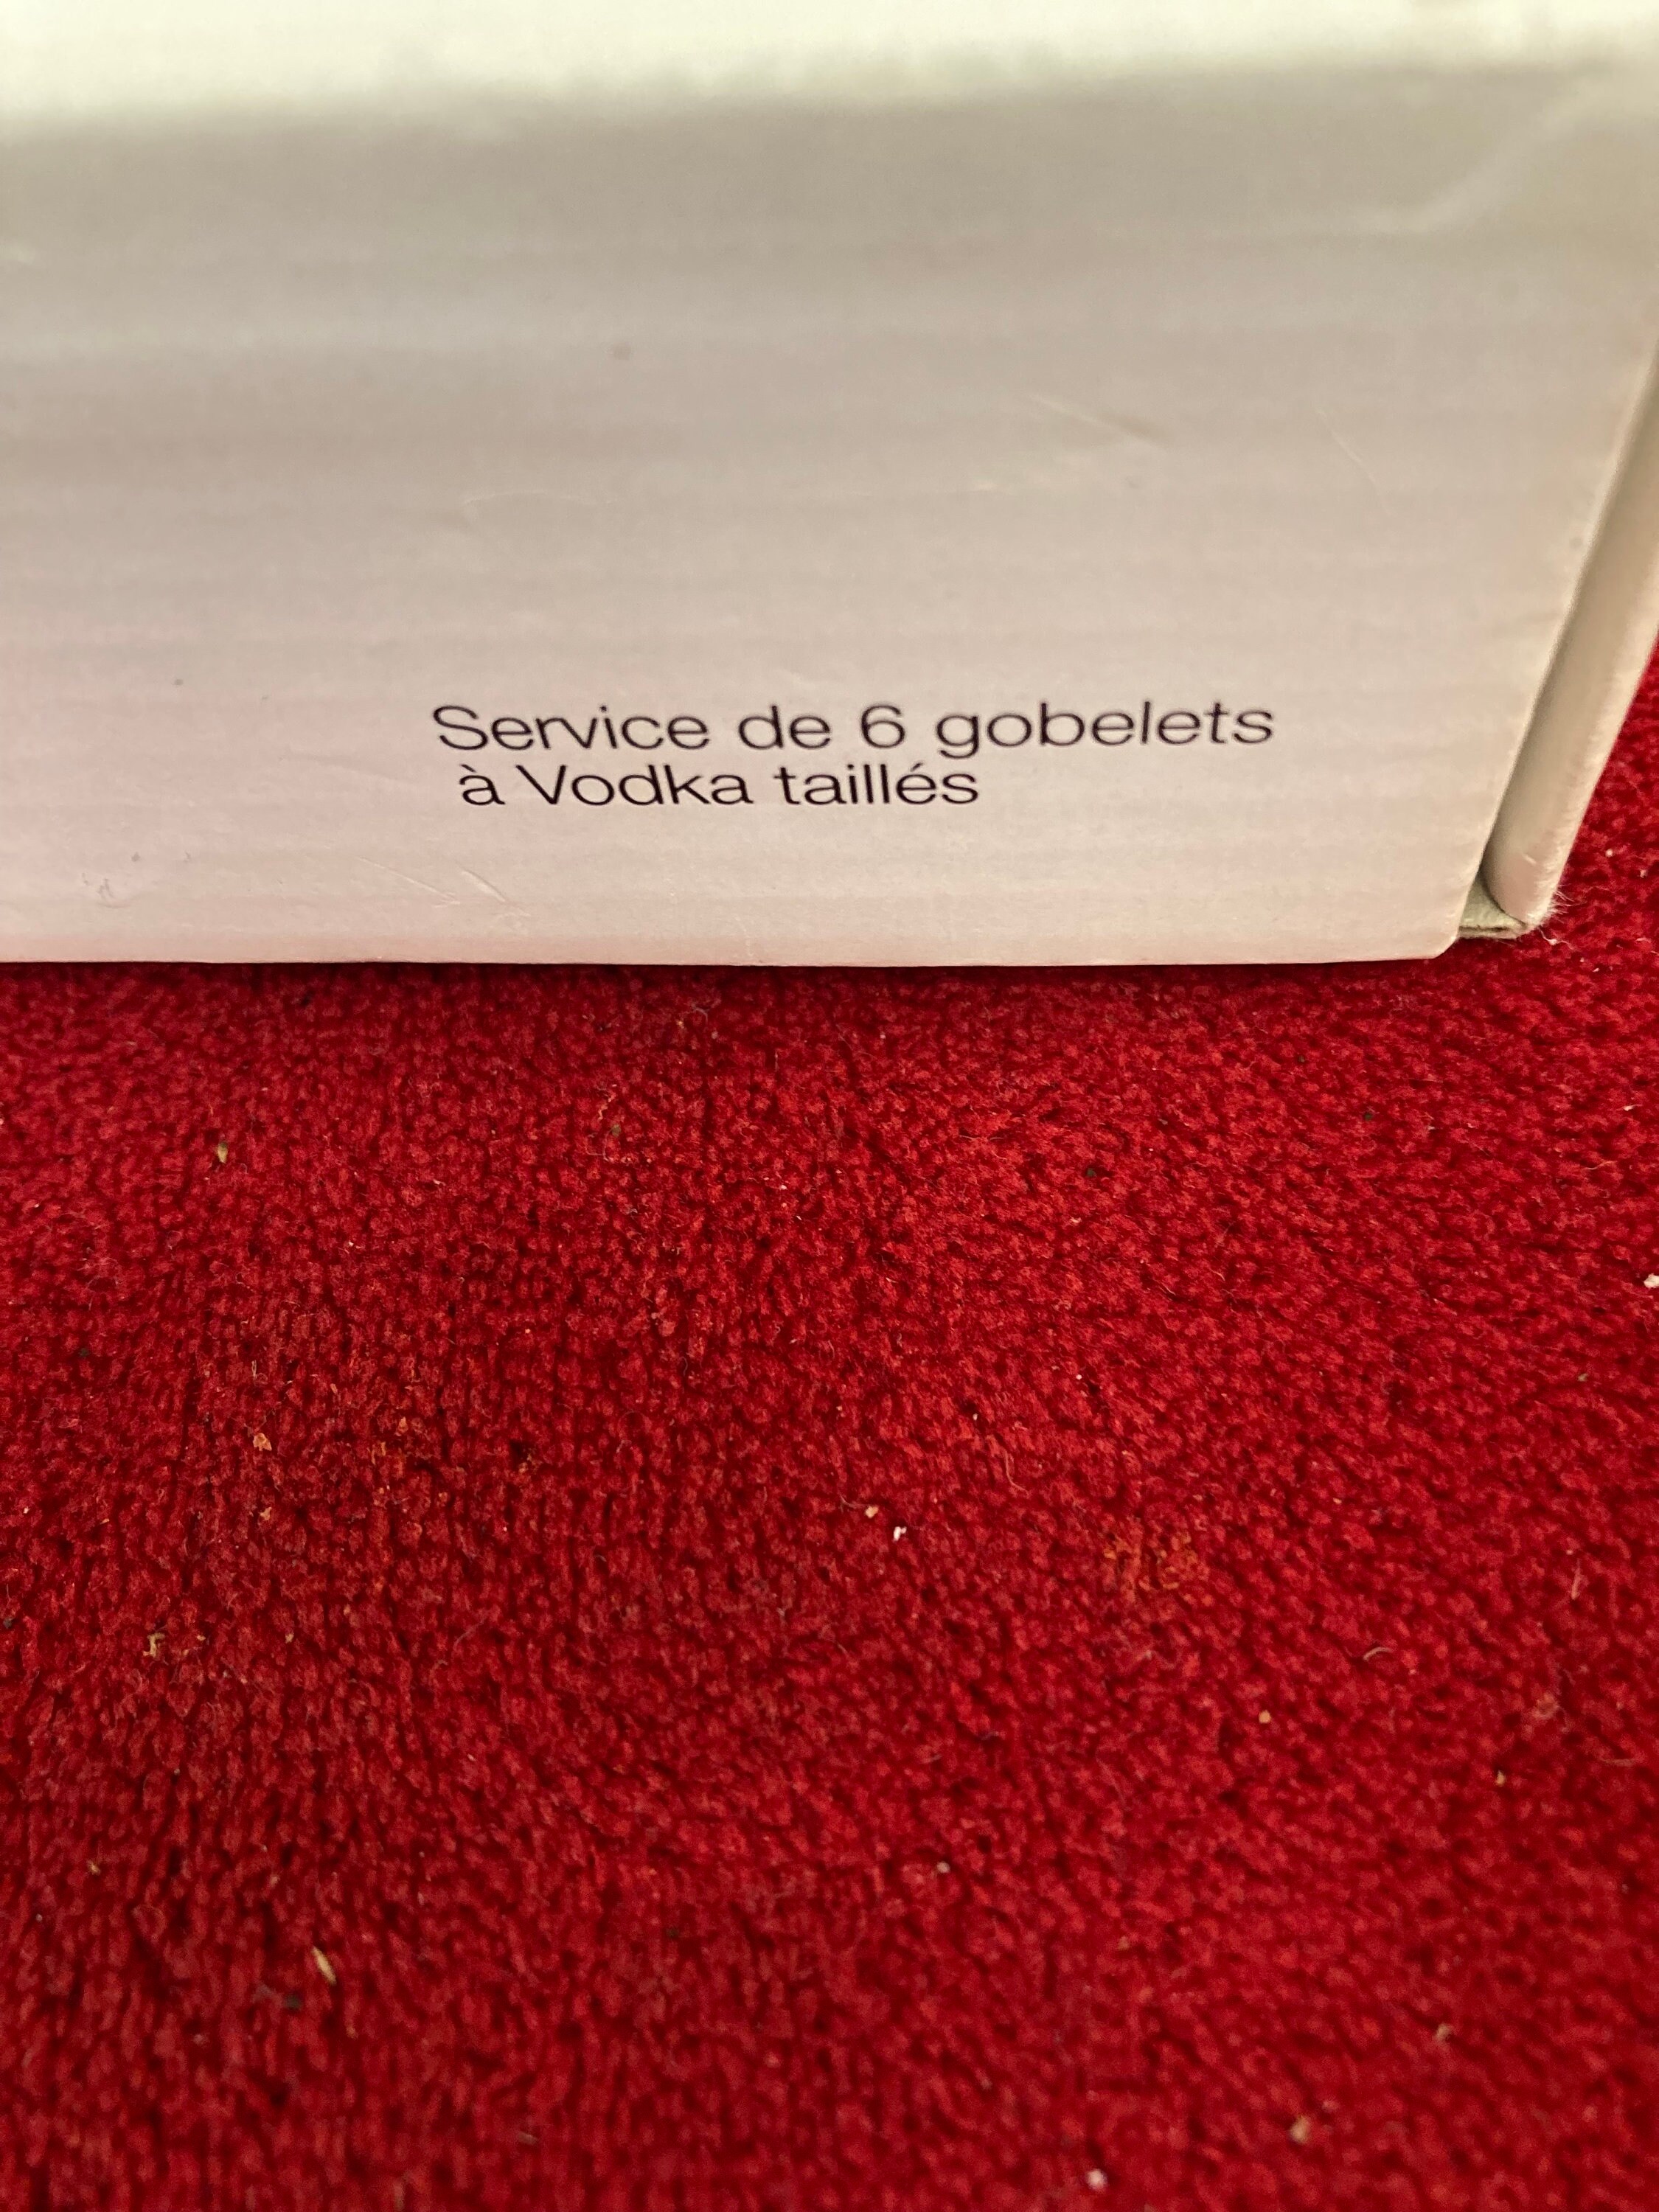 Service de 6 gobelets
à Vodka taillés